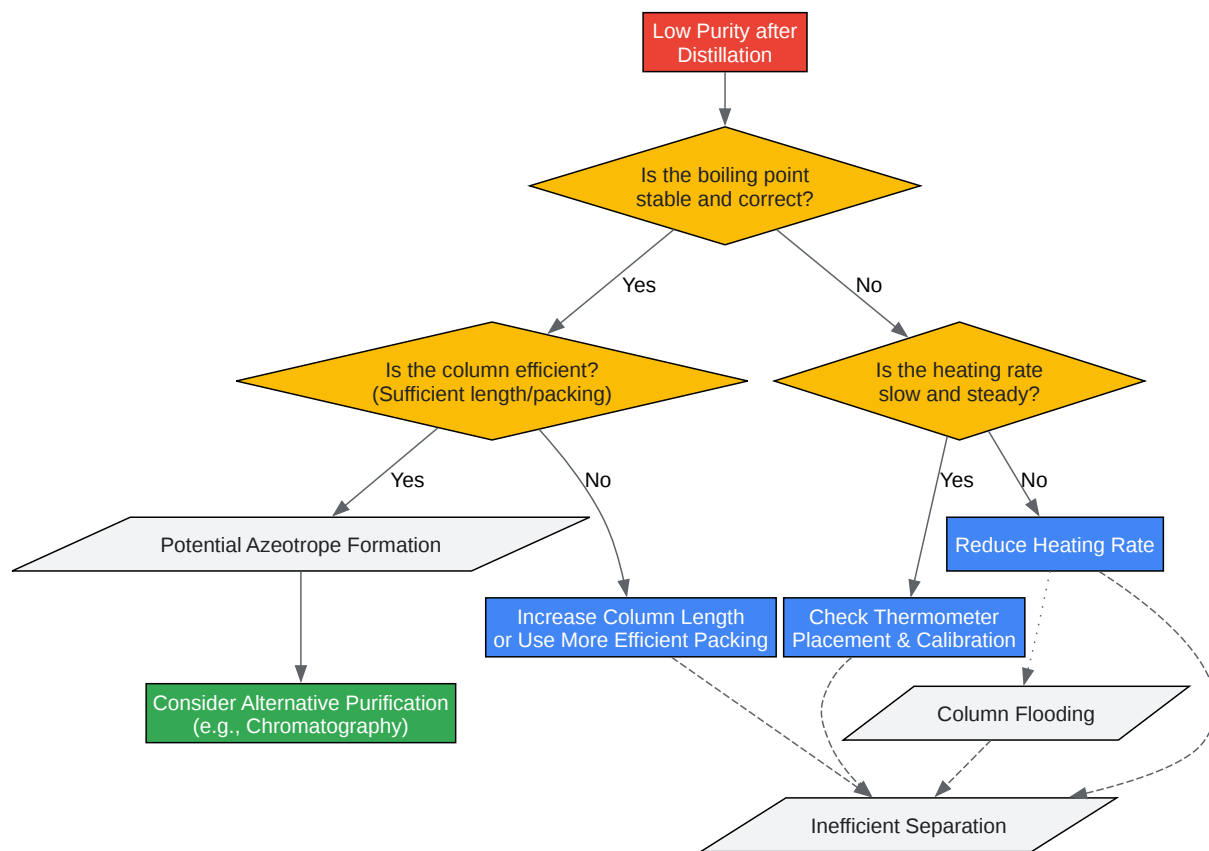 Low Purity after
Distillation
Is the boiling point
stable and correct?
Yes
No
Is the column efficient?
(Sufficient length/packing)
Is the heating rate
slow and steady?
Yes
No
Yes
No
Potential Azeotrope Formation
Reduce Heating Rate
Increase Column Length
or Use More Efficient Packing
Check Thermometer
Placement & Calibration
Consider Alternative Purification
(e.g., Chromatography)
Column Flooding
Inefficient Separation